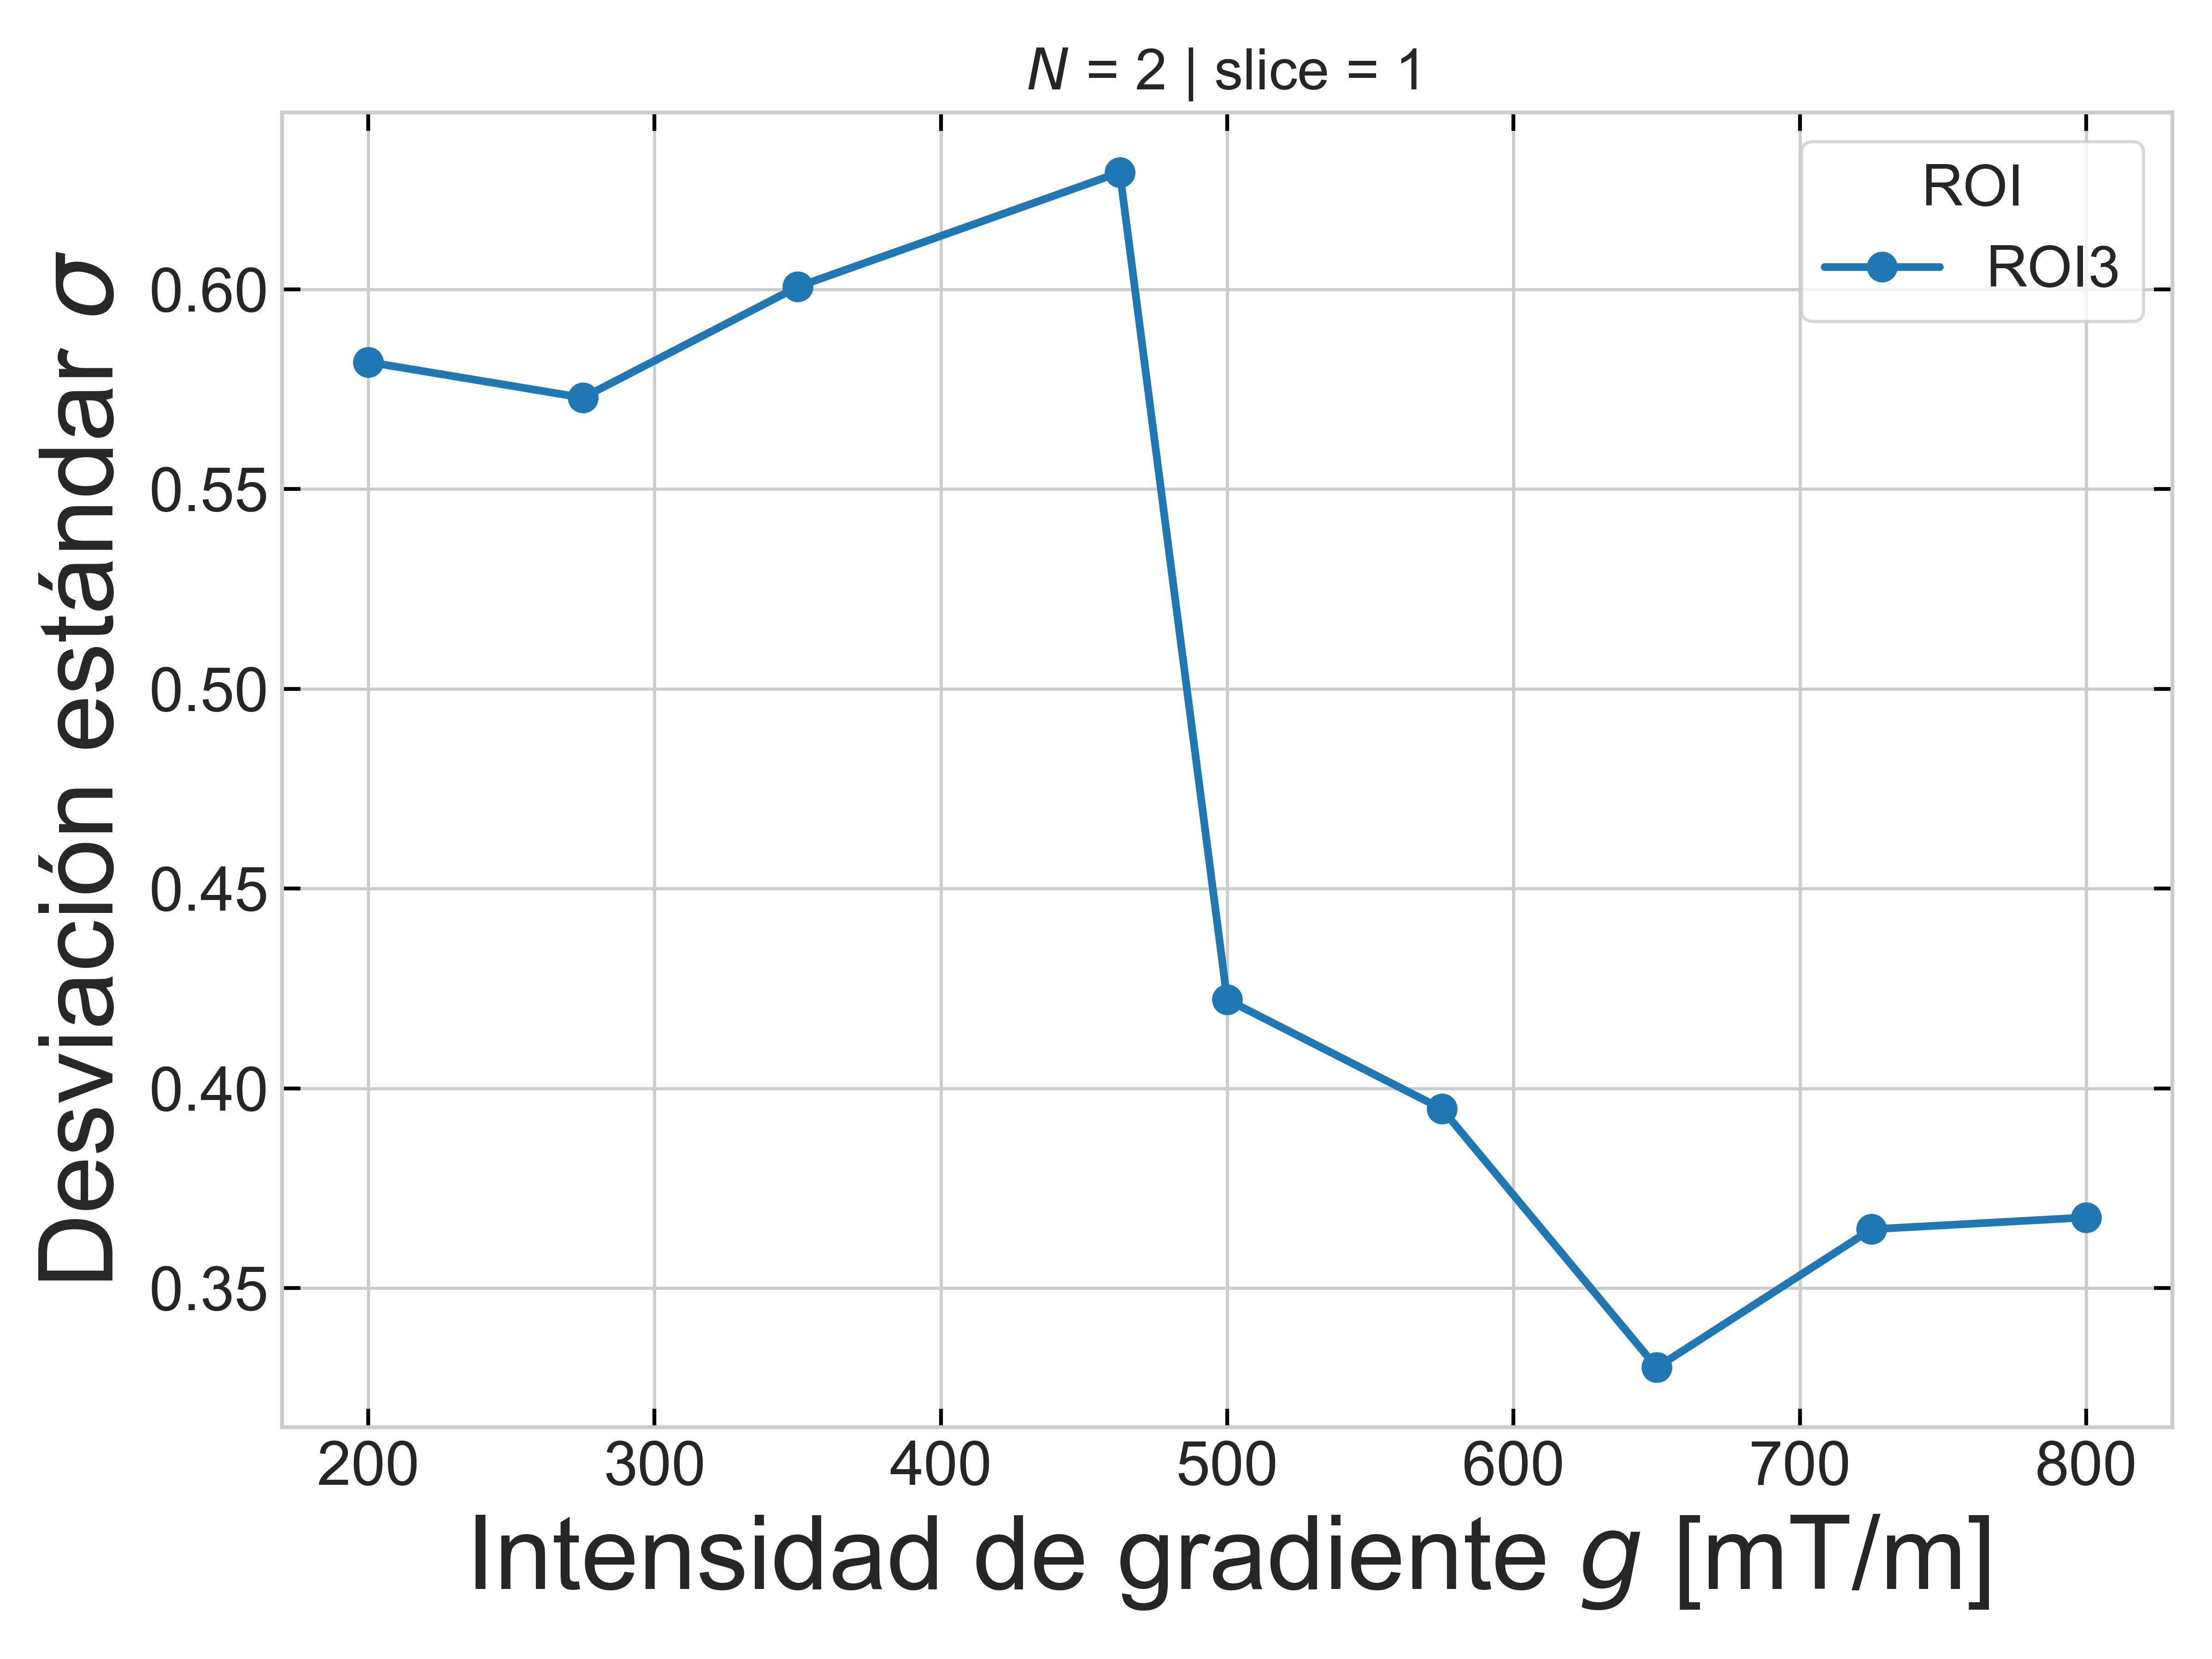 N = 2 | slice = 1
ROI
ROI3
Desviación estándar σ
0.60
0.55
0.50
0.45
0.40
0.35
200 300 400 500 600 700 800
Intensidad de gradiente g [mT/m]